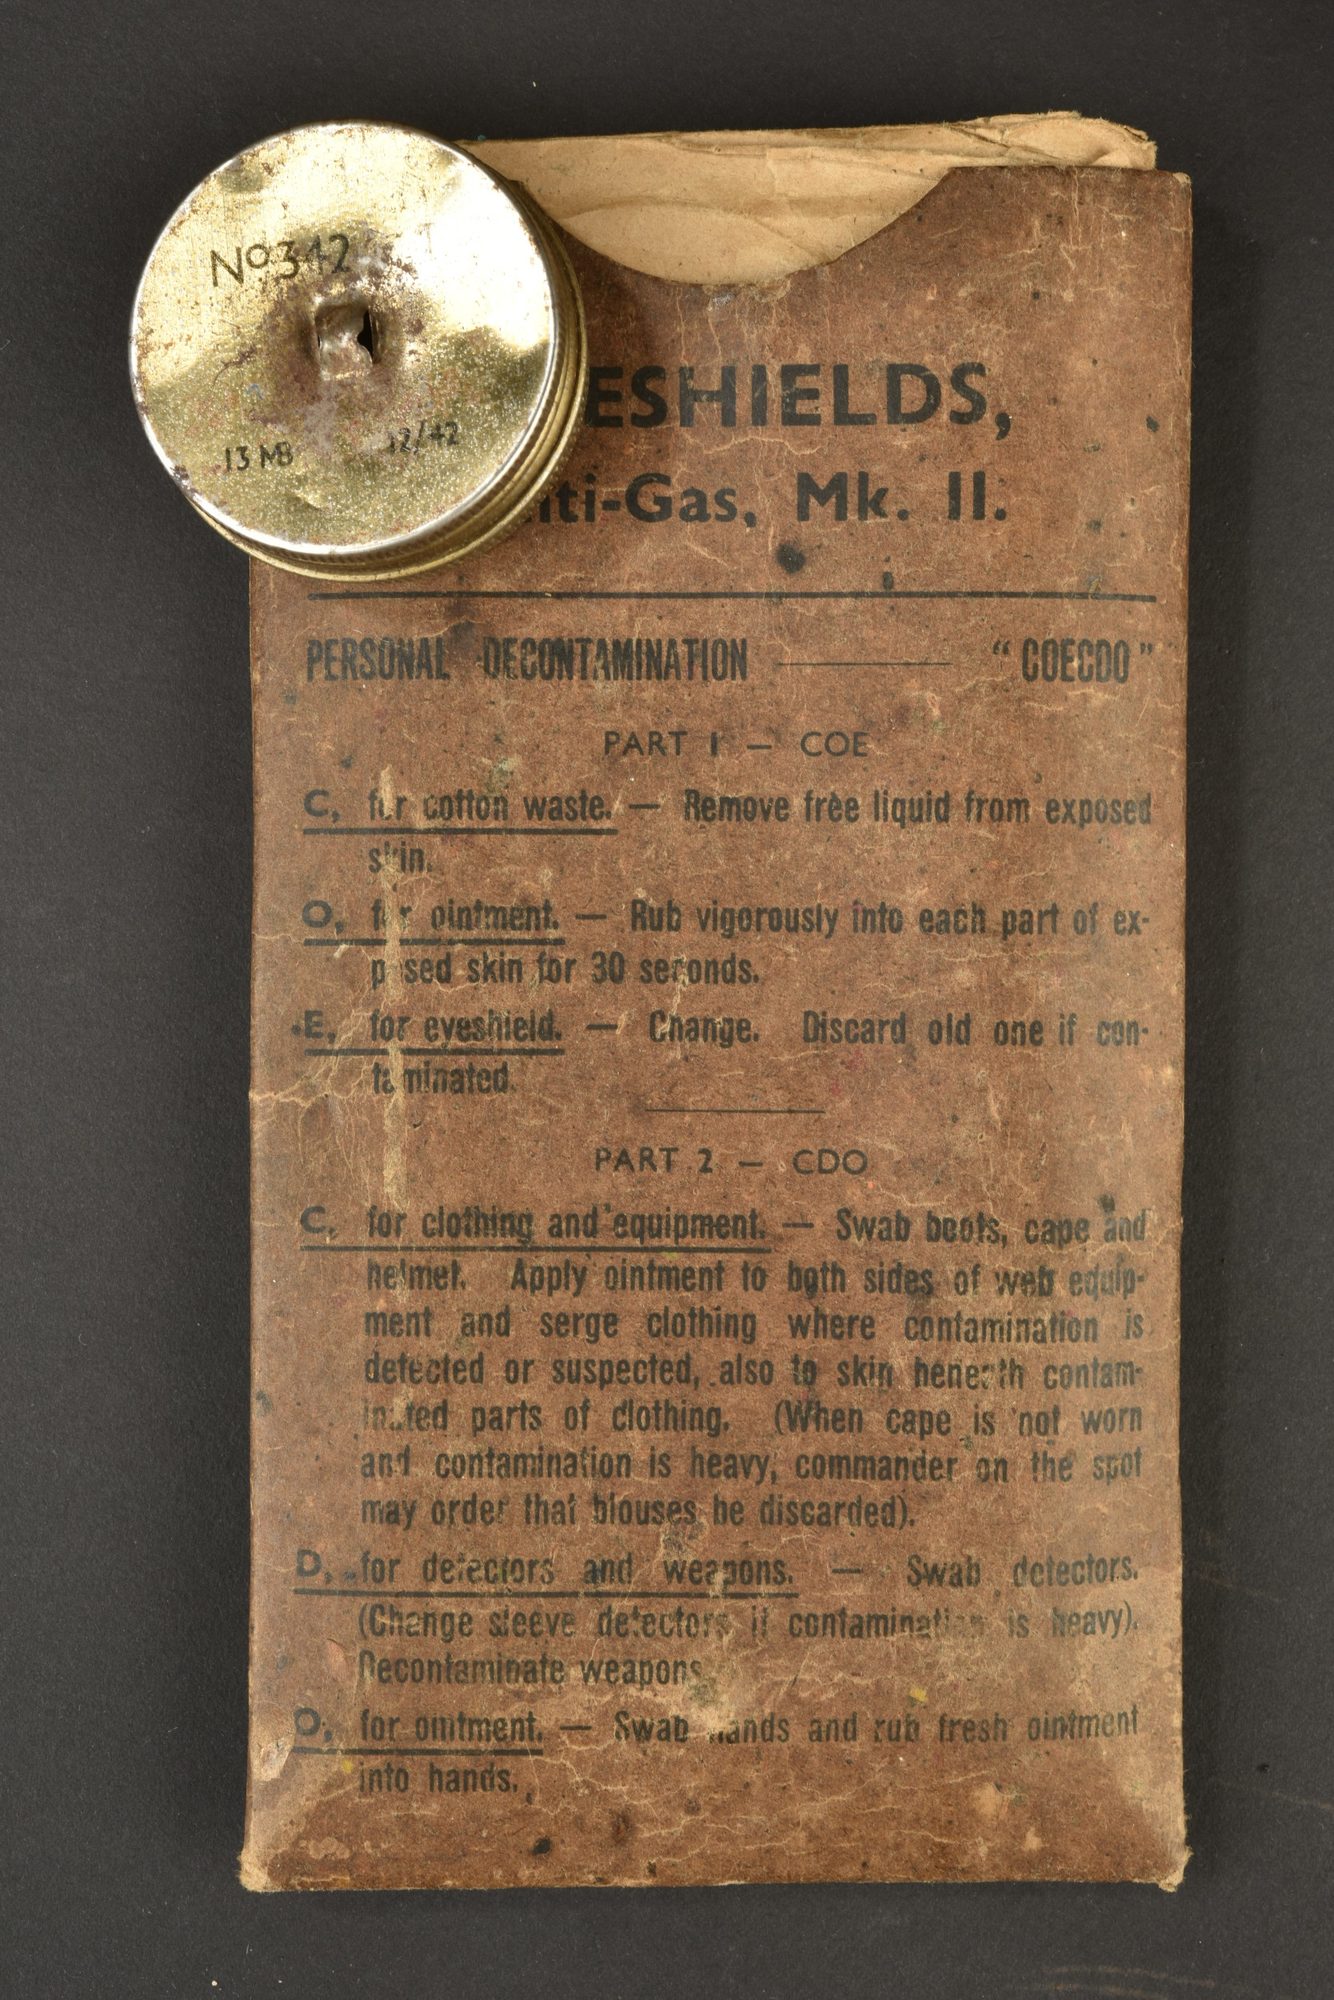 No. 342
13 MB 12/42
ESHIELDS,
nti-Gas, Mk. II.
PERSONAL DECONTAMINATION — "COECDO"
PART 1 — COE
C, for cotton waste. — Remove free liquid from exposed
skin.
O, for ointment. — Rub vigorously into each part of ex-
posed skin for 30 seconds.
E, for eyeshield. — Change. Discard old one if con-
taminated.
PART 2 — CDO
C, for clothing and equipment. — Swab boots, cape and
helmet. Apply ointment to both sides of web equip-
ment and serge clothing where contamination is
detected or suspected, also to skin beneath contam-
inated parts of clothing. (When cape is not worn
and contamination is heavy, commander on the spot
may order that blouses be discarded).
D, for detectors and weapons. — Swab detectors.
(Change sleeve detectors if contamination is heavy).
Decontaminate weapons
O, for ointment. — Swab hands and rub fresh ointment
into hands.